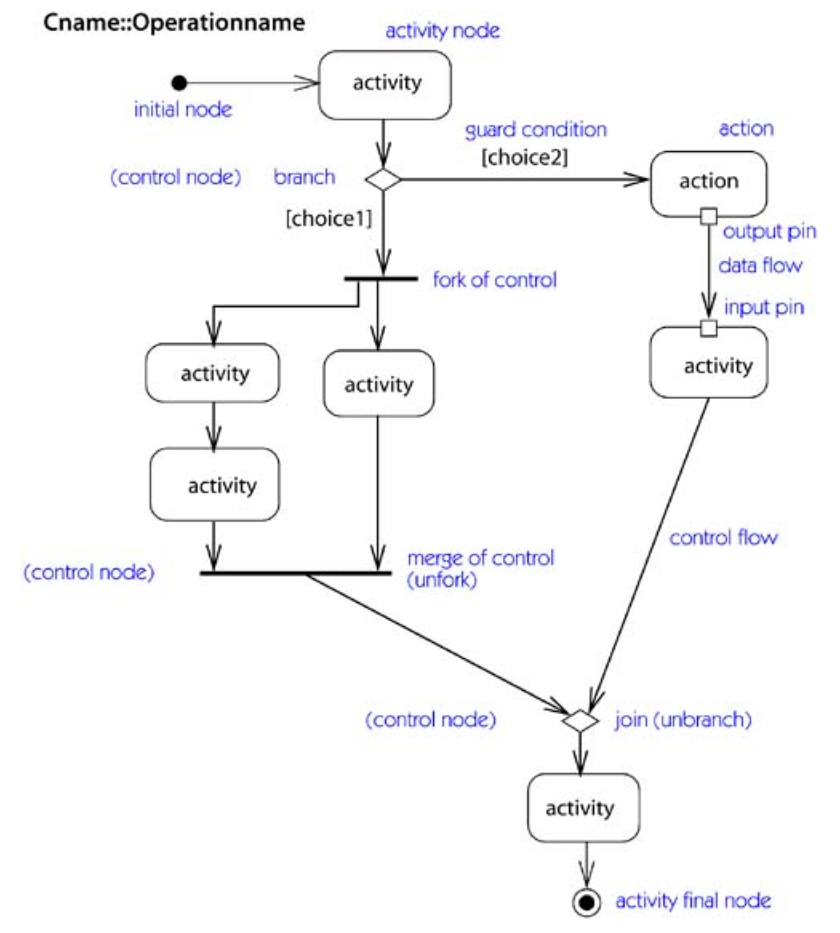 Cname::Operationname
activity node
activity
initial node
guard condition
action
[choice2]
(control node)
branch
action
[choice1]
output pin
data flow
fork of control
input pin
activity
activity
activity
activity
control flow
merge of control
(unfork)
(control node)
(control node)
join (unbranch)
activity
activity final node